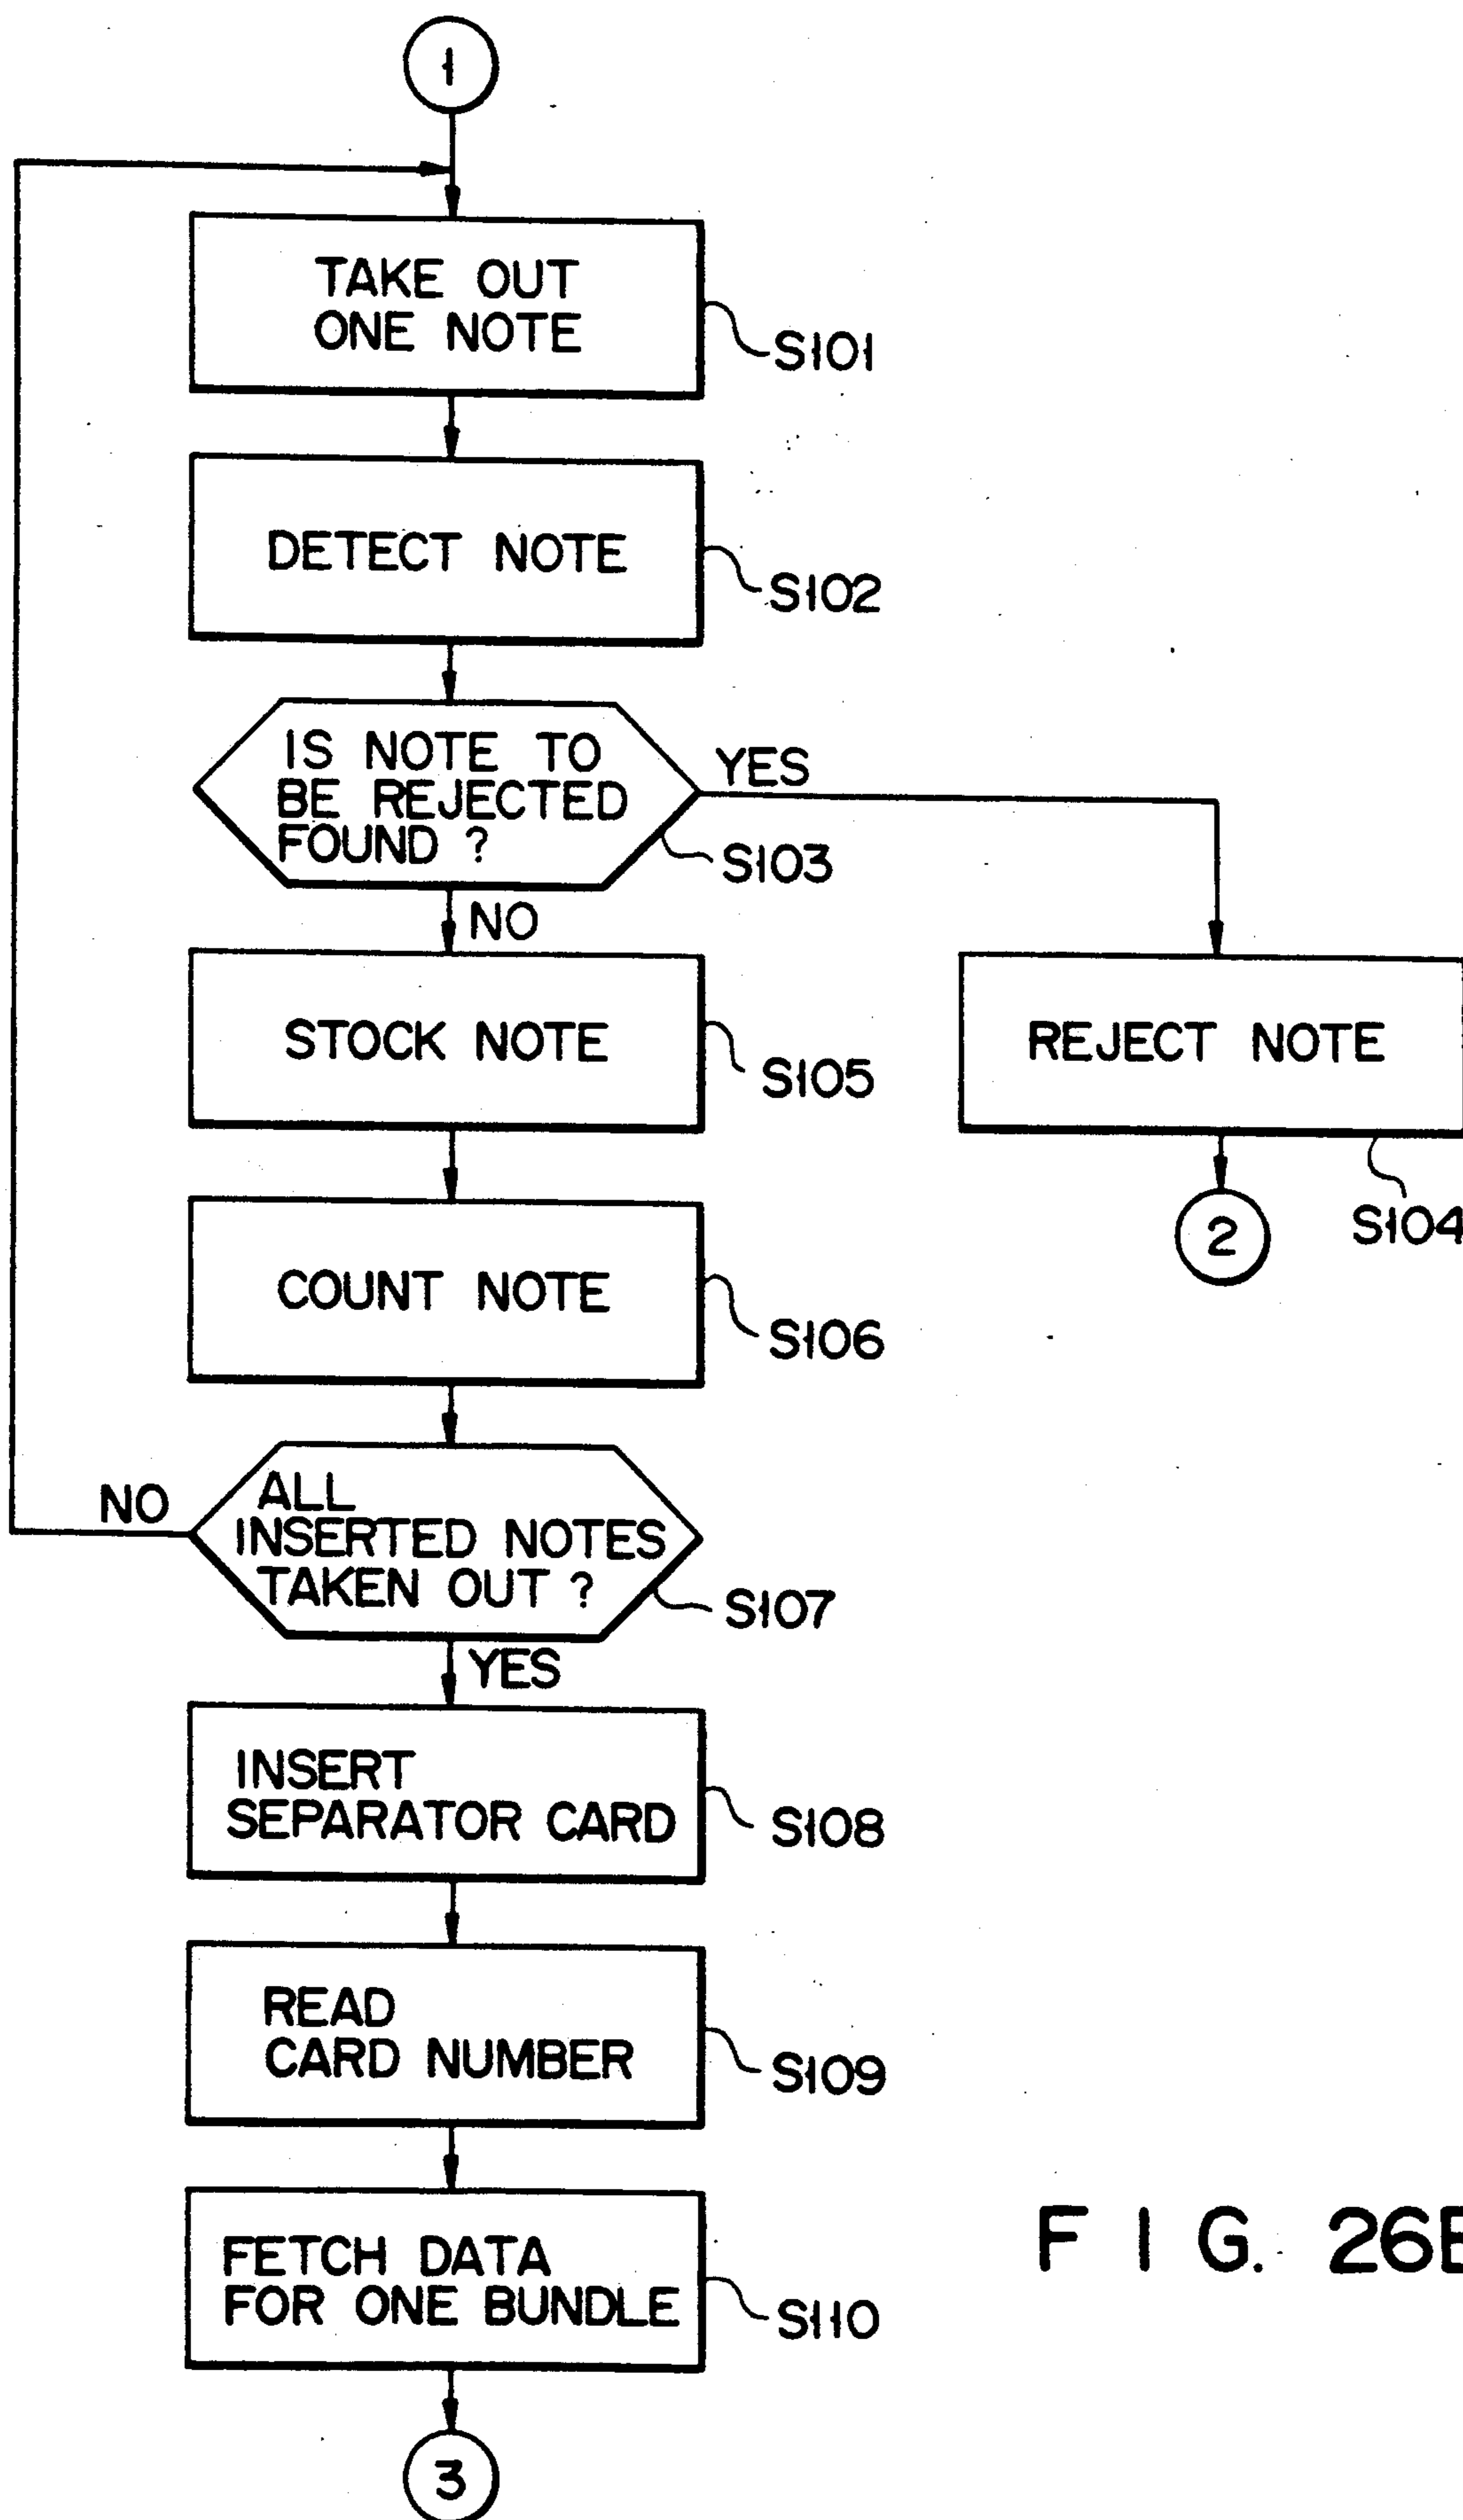 1
TAKE OUT
ONE NOTE
S101
DETECT NOTE
S102
IS NOTE TO
BE REJECTED
FOUND ?
YES
S103
NO
STOCK NOTE
S105
REJECT NOTE
S104
2
COUNT NOTE
S106
ALL
INSERTED NOTES
TAKEN OUT ?
NO
S107
YES
INSERT
SEPARATOR CARD
S108
READ
CARD NUMBER
S109
FETCH DATA
FOR ONE BUNDLE
S110
3
FIG.